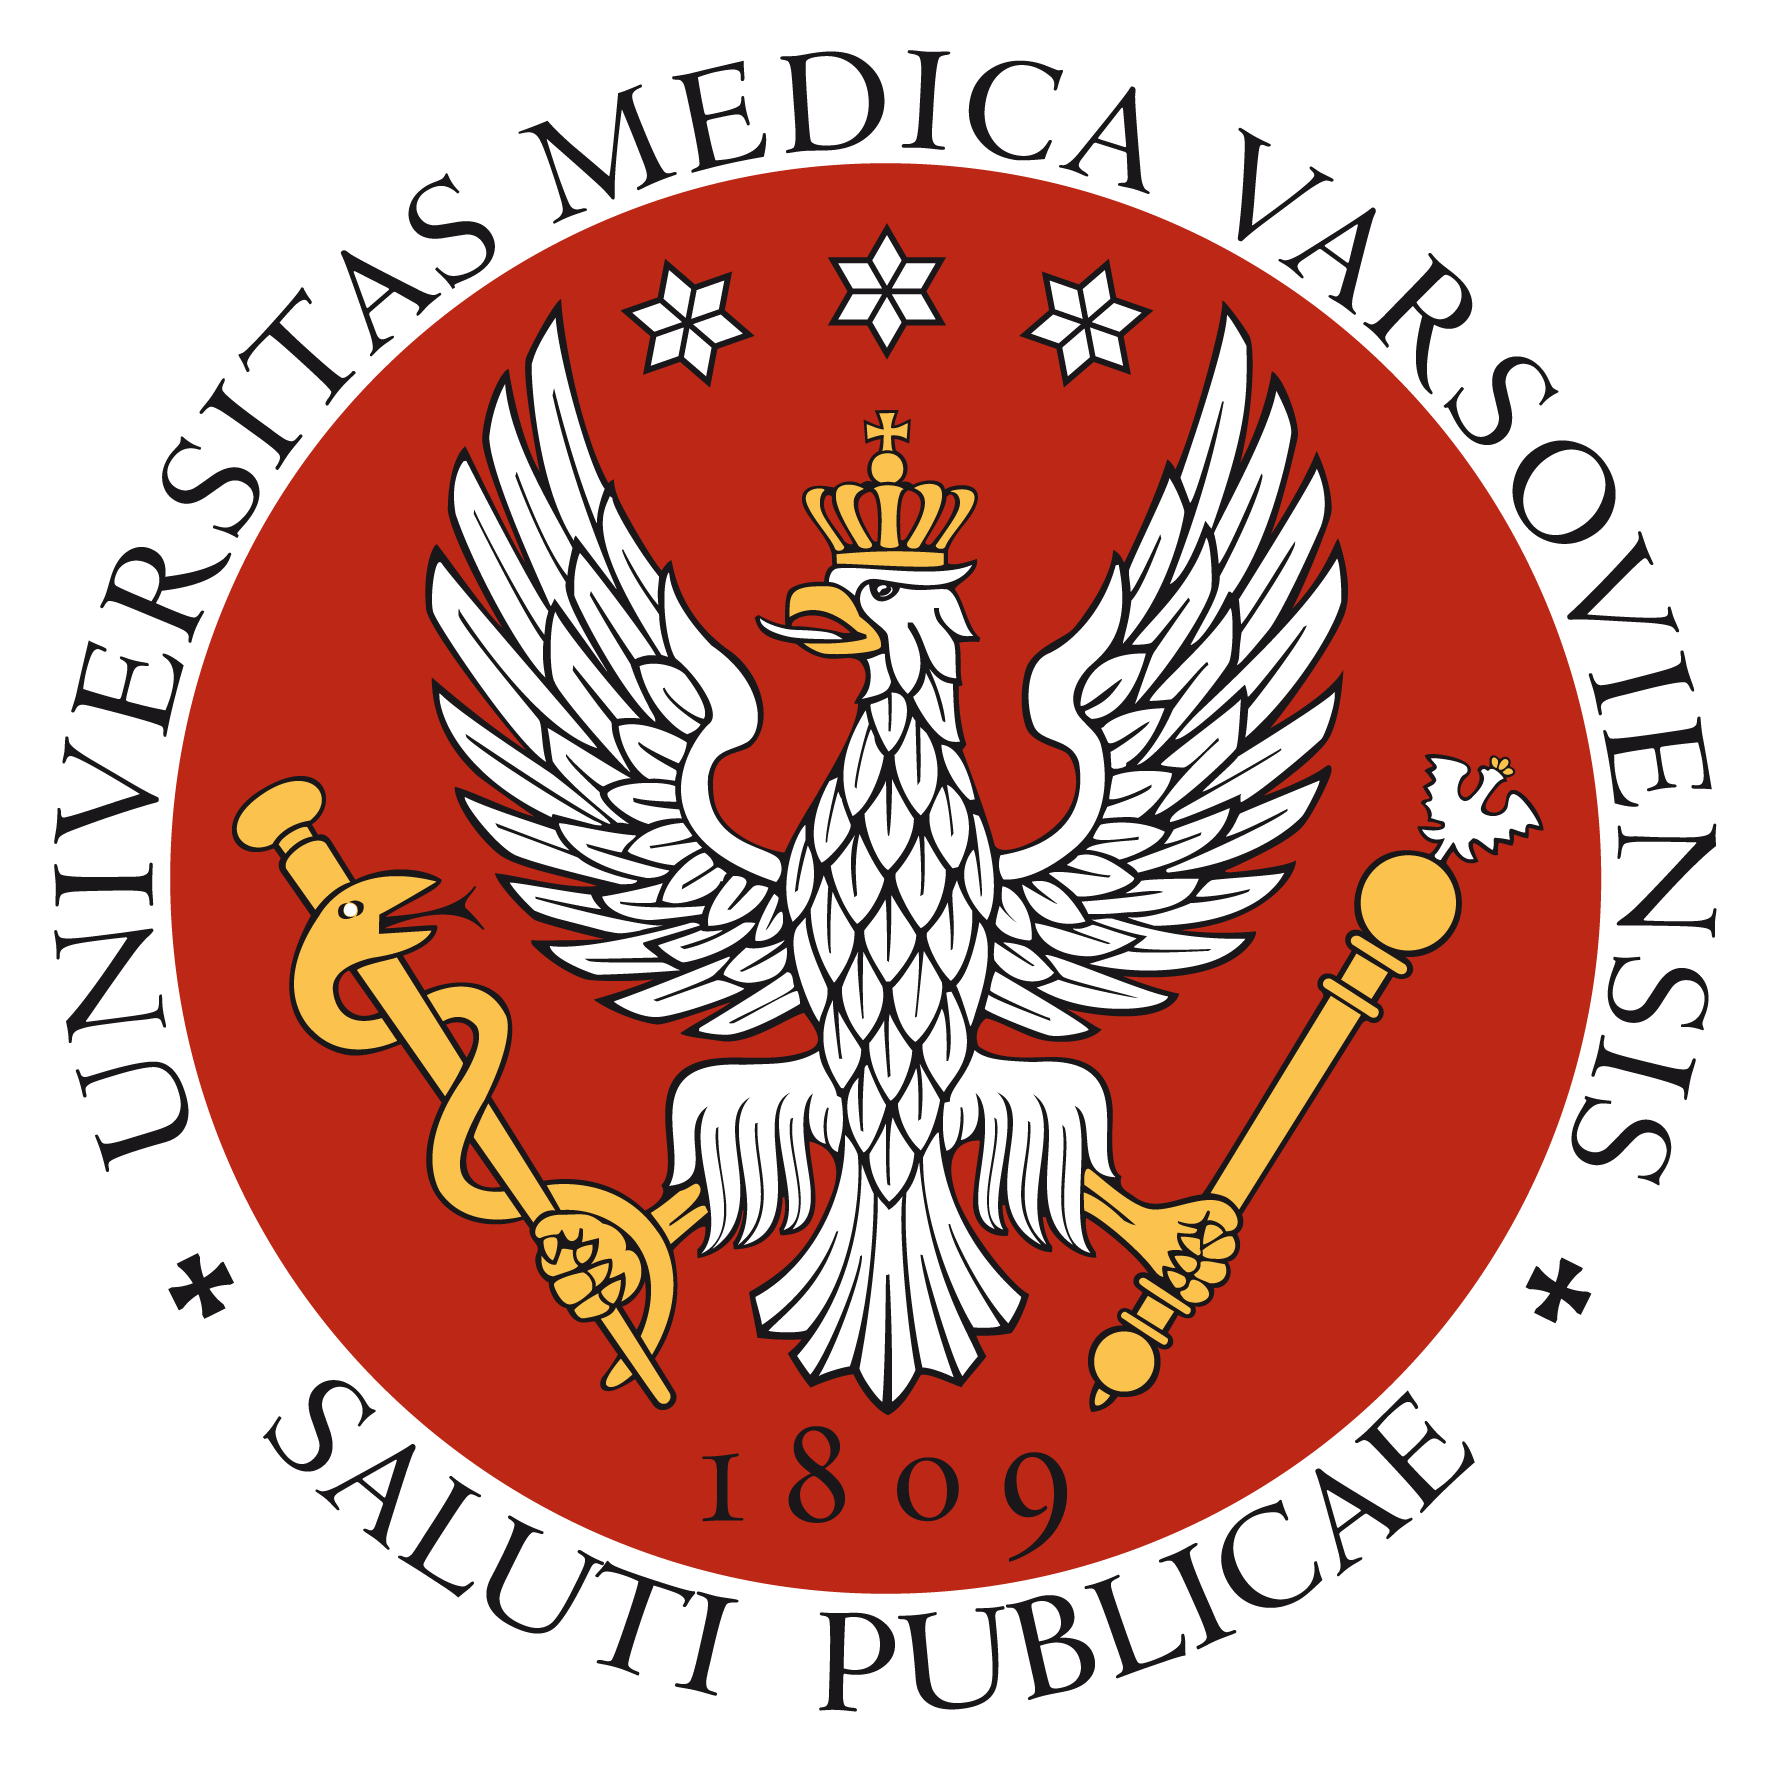 UNIVERSITAS MEDICA VARSOVIENSIS
1809
SALUTI PUBLICAE